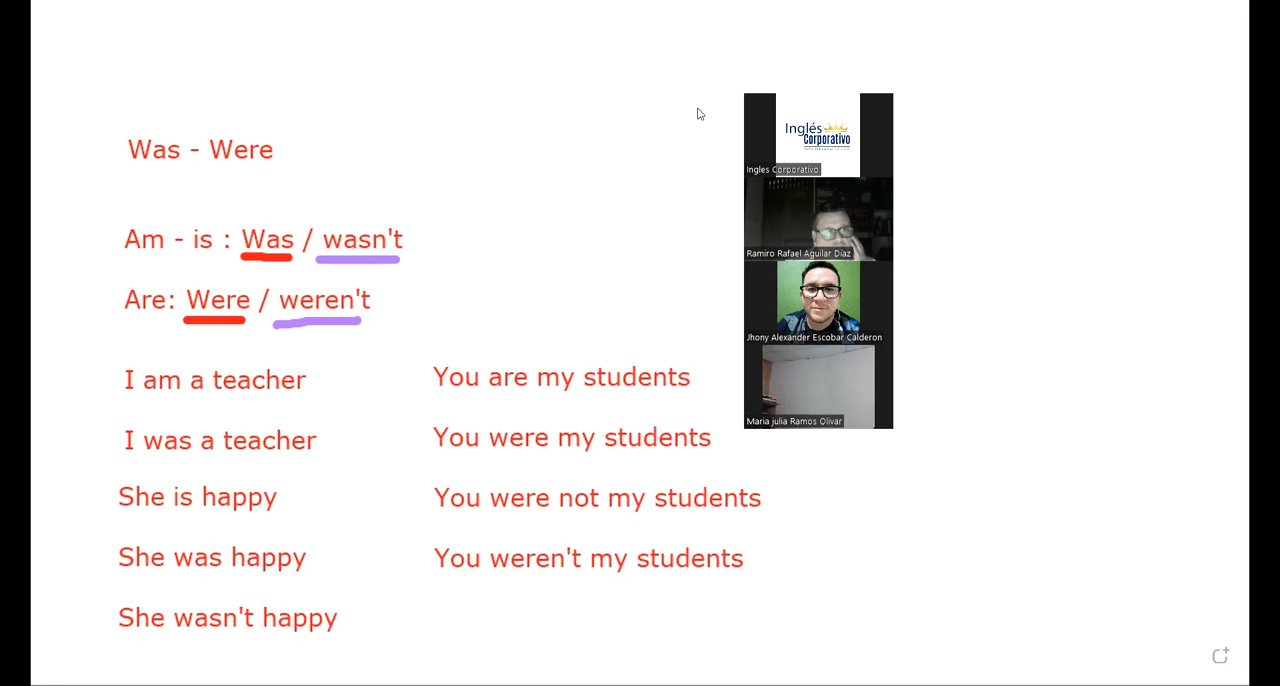 Was - Were
Am - is : Was / wasn't
Are: Were / weren't
I am a teacher
I was a teacher
She is happy
She was happy
She wasn't happy
You are my students
You were my students
You were not my students
You weren't my students
Inglés
Corporativo
Ingles Corporativo
Ramiro Rafael Aguilar Díaz
Jhony Alexander Escobar Calderon
Maria julia Ramos Olivar